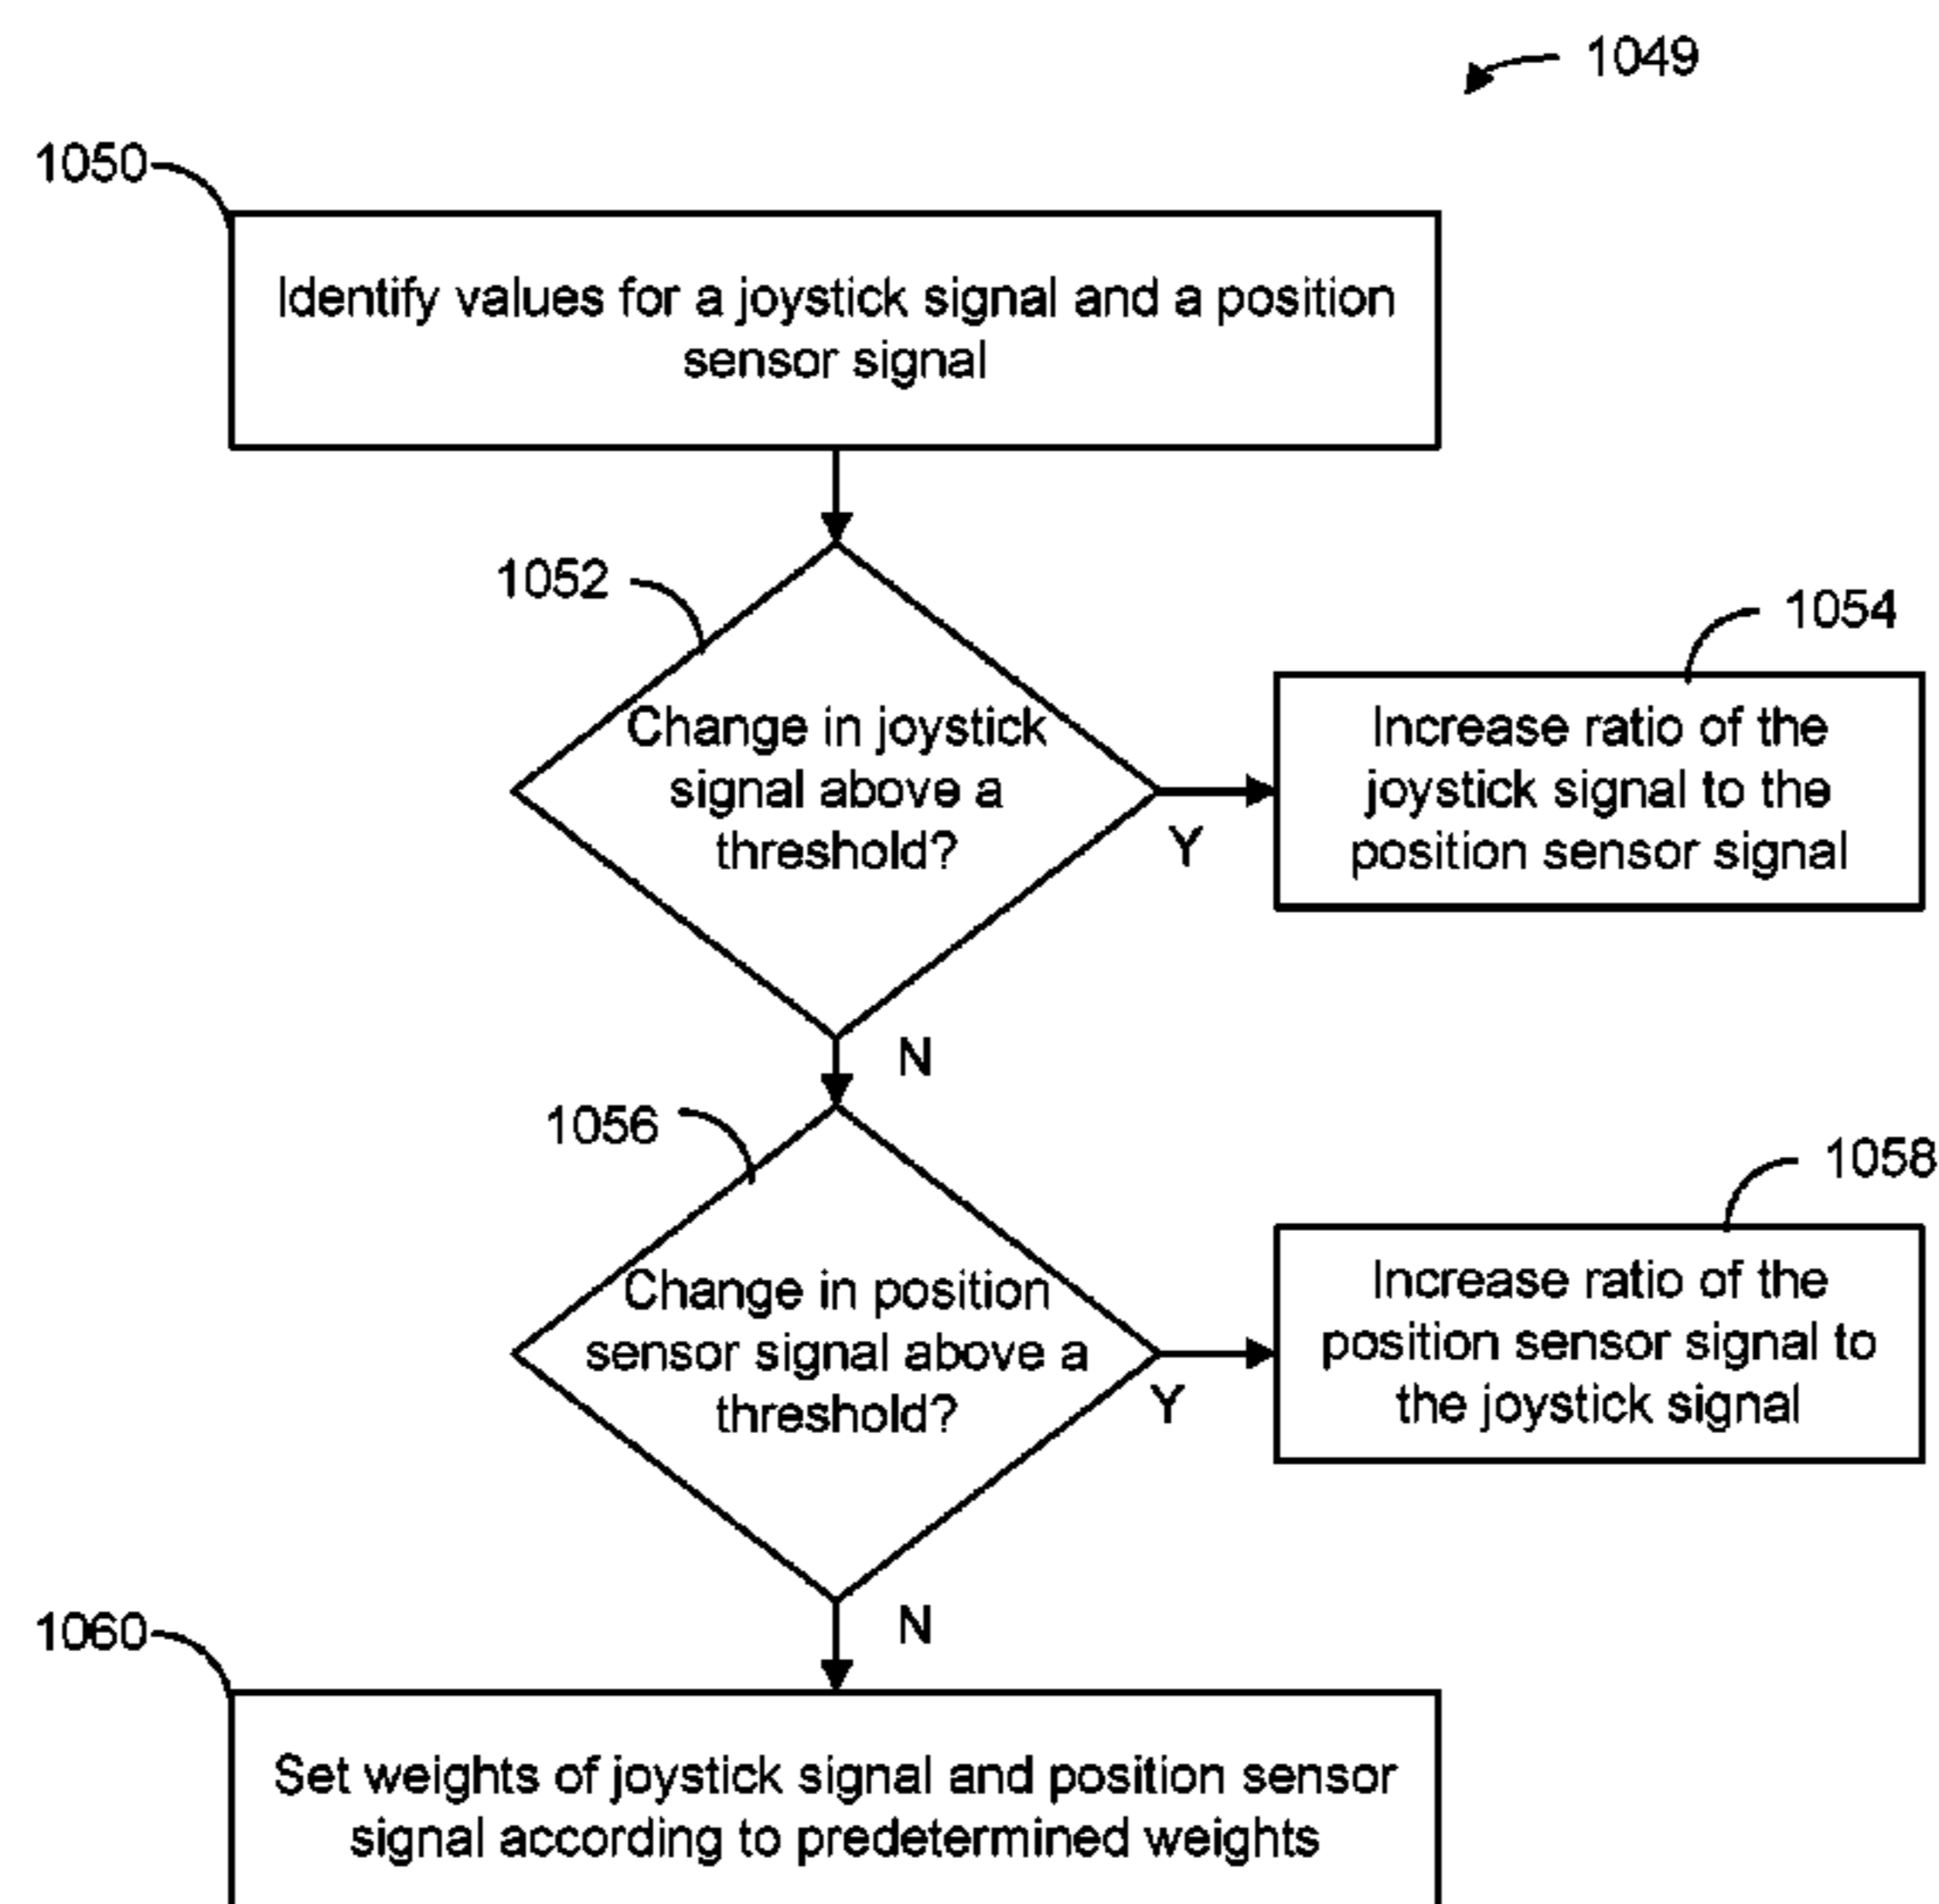 1049
1050
Identify values for a joystick signal and a position
sensor signal
1052
Change in joystick
signal above a
threshold?
Y
1054
Increase ratio of the
joystick signal to the
position sensor signal
N
1056
Change in position
sensor signal above a
threshold?
Y
1058
Increase ratio of the
position sensor signal to
the joystick signal
N
1060
Set weights of joystick signal and position sensor
signal according to predetermined weights